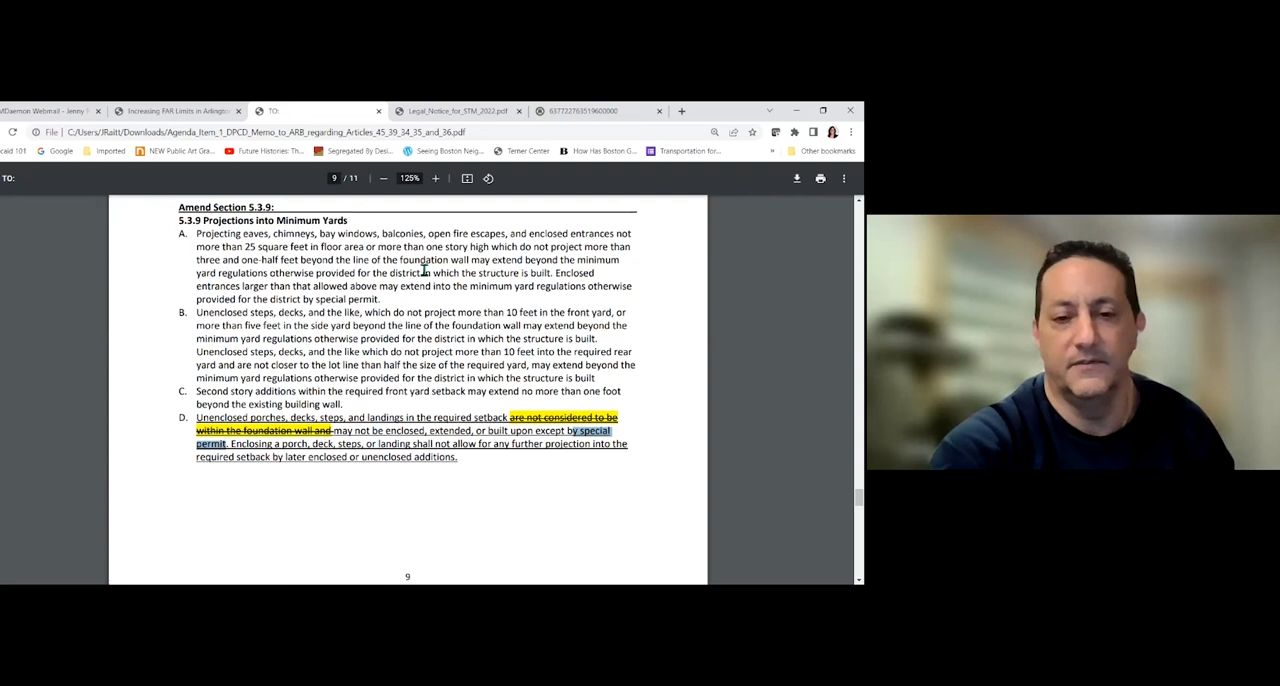 MDaemon Webmail - Jenny
Increasing FAR Limits in Arlington
TO:
Legal_Notice_for_STM_2022.pdf
637722763519600000
File | C:/Users/JRaitt/Downloads/Agenda_Item_1_DPCD_Memo_to_ARB_regarding_Articles_45_39_34_35_and_36.pdf
caid 101 Google Imported NEW Public Art Gra... Future Histories: Th... Segregated By Desi... Seeing Boston Neig... Terner Center How Has Boston G... Transportation for... » Other bookmarks
TO: 9 / 11 — 125% +
Amend Section 5.3.9:
5.3.9 Projections into Minimum Yards
A. Projecting eaves, chimneys, bay windows, balconies, open fire escapes, and enclosed entrances not
more than 25 square feet in floor area or more than one story high which do not project more than
three and one-half feet beyond the line of the foundation wall may extend beyond the minimum
yard regulations otherwise provided for the district in which the structure is built. Enclosed
entrances larger than that allowed above may extend into the minimum yard regulations otherwise
provided for the district by special permit.
B. Unenclosed steps, decks, and the like, which do not project more than 10 feet in the front yard, or
more than five feet in the side yard beyond the line of the foundation wall may extend beyond the
minimum yard regulations otherwise provided for the district in which the structure is built.
Unenclosed steps, decks, and the like which do not project more than 10 feet into the required rear
yard and are not closer to the lot line than half the size of the required yard, may extend beyond the
minimum yard regulations otherwise provided for the district in which the structure is built
C. Second story additions within the required front yard setback may extend no more than one foot
beyond the existing building wall.
D. Unenclosed porches, decks, steps, and landings in the required setback are not considered to be
within the foundation wall and may not be enclosed, extended, or built upon except by special
permit. Enclosing a porch, deck, steps, or landing shall not allow for any further projection into the
required setback by later enclosed or unenclosed additions.
9